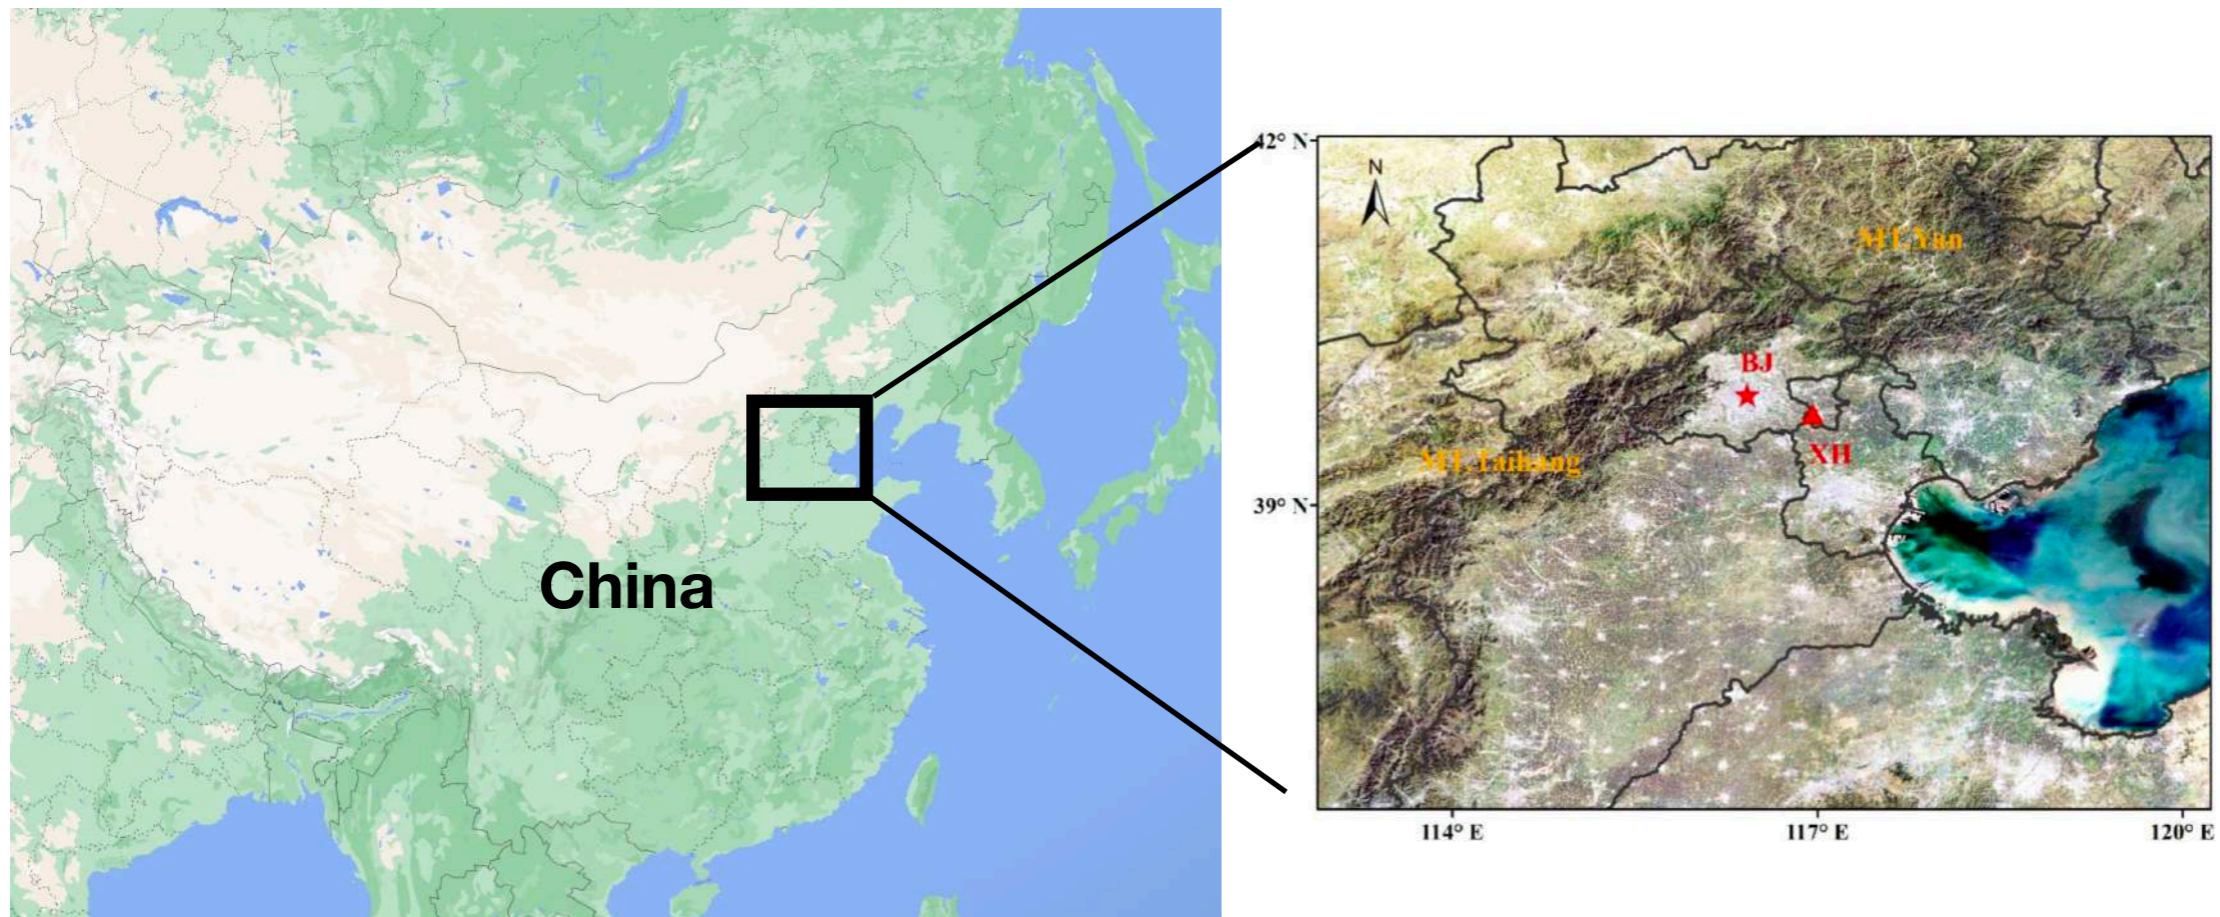 China
42° N
N
MT.Yan
BJ
MT.Taihang
XH
39° N
114° E
117° E
120° E